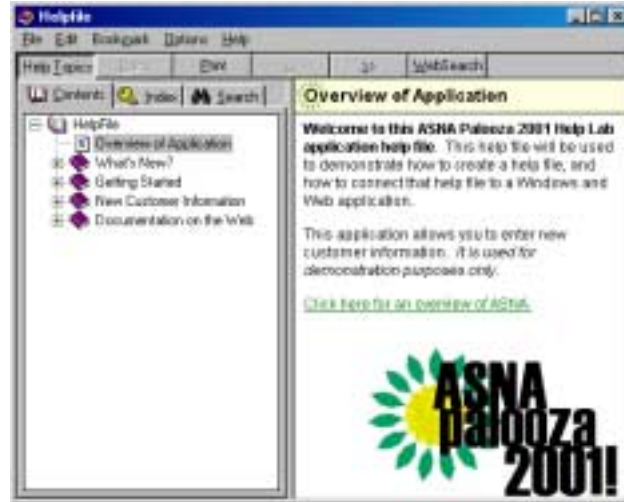 Helpfile
File Edit Bookmark Options Help
Help Topics Print >> WebSearch
Contents Index Search
HelpFile
Overview of Application
What's New?
Getting Started
New Customer Information
Documentation on the Web
Overview of Application
Welcome to this ASNA Palooza 2001 Help Lab
application help file. This help file will be used
to demonstrate how to create a help file, and
how to connect that help file to a Windows and
Web application.
This application allows you to enter new
customer information. It is used for
demonstration purposes only.
Click here for an overview of ASNA.
ASNA
palooza
2001!